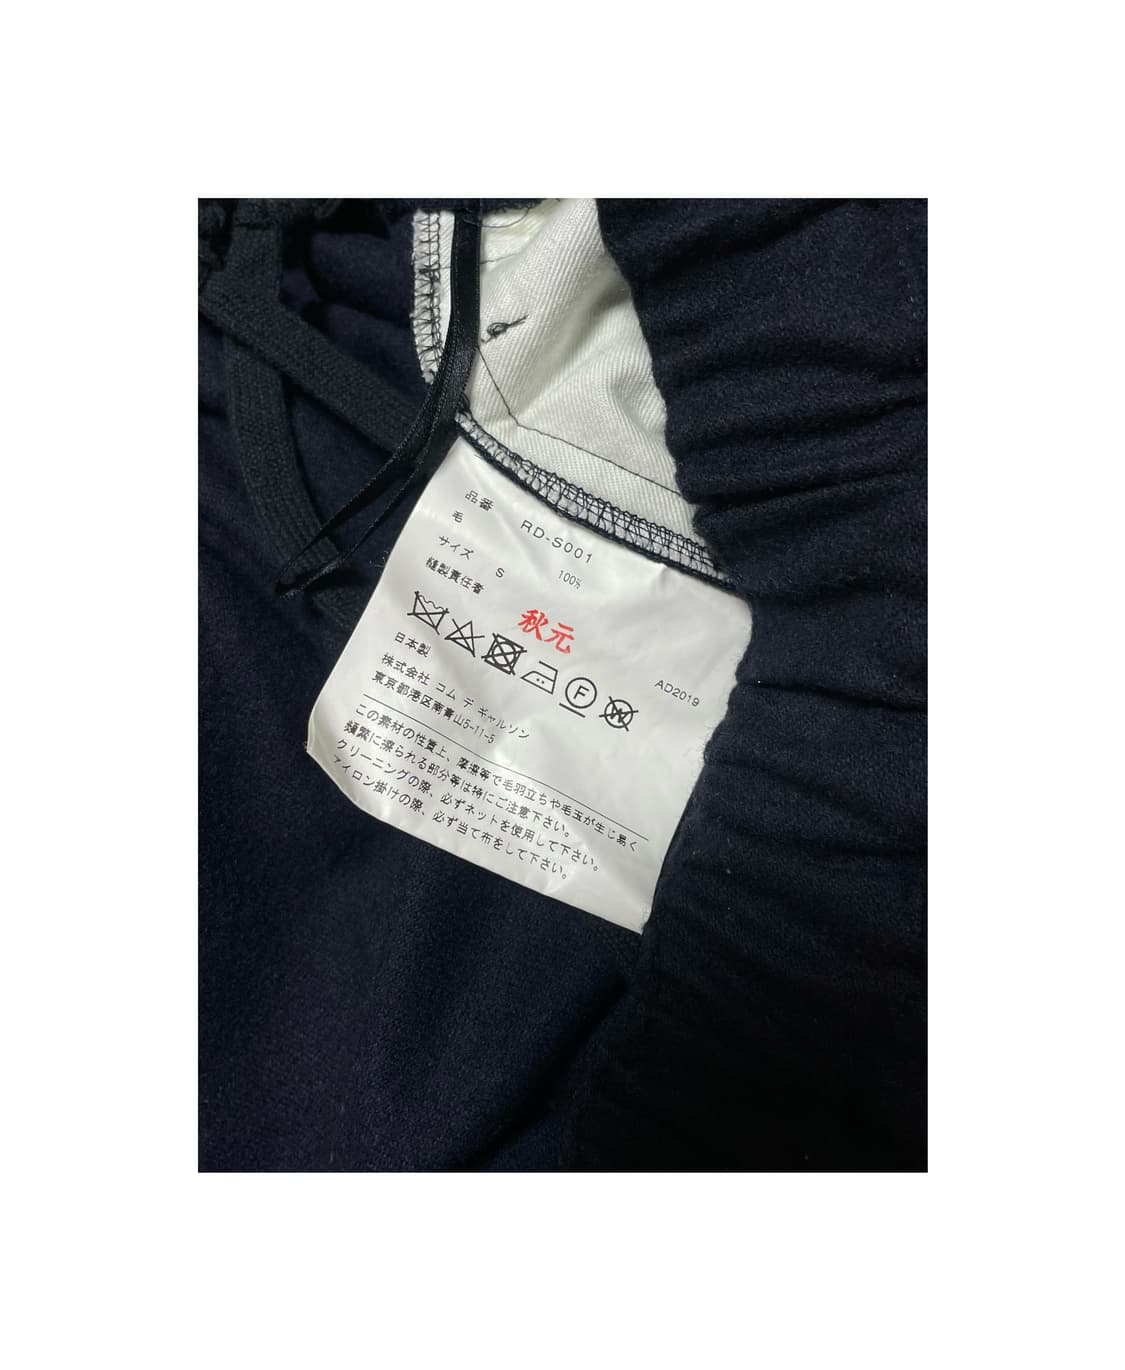 品番 RD-S001
毛 100%
サイズ S
縫製責任者 秋元
AD2019
F
W
日本製
株式会社 コム デ ギャルソン
東京都港区南青山5-11-5
この素材の性質上、摩擦等で毛羽立ちや毛玉が生じ易く
頻繁に擦られる部分等は特にご注意下さい。
クリーニングの際、必ずネットを使用して下さい。
アイロン掛けの際、必ず当て布をして下さい。